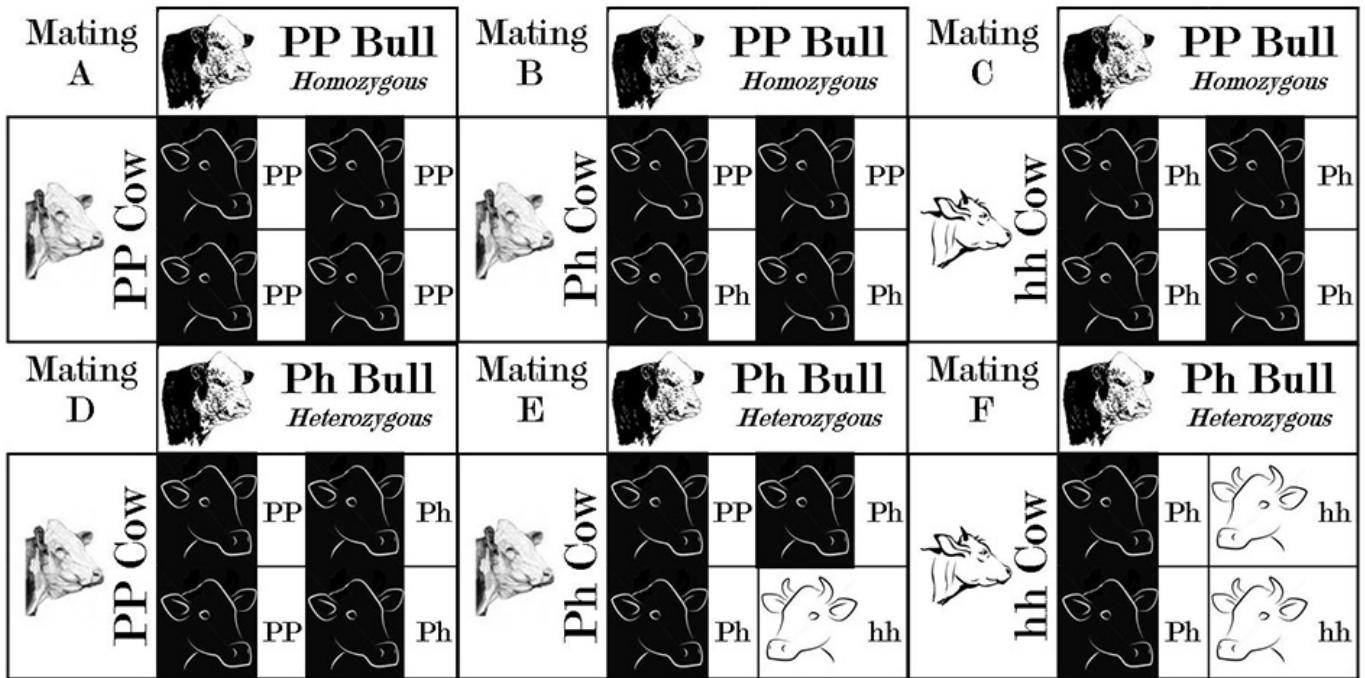 Mating
A
PP Bull
Homozygous
Mating
B
PP Bull
Homozygous
Mating
C
PP Bull
Homozygous
PP Cow
PP
PP
PP
PP
Ph Cow
PP
PP
Ph
Ph
hh Cow
Ph
Ph
Ph
Ph
Mating
D
Ph Bull
Heterozygous
Mating
E
Ph Bull
Heterozygous
Mating
F
Ph Bull
Heterozygous
PP Cow
PP
Ph
PP
Ph
Ph Cow
PP
Ph
Ph
hh
hh Cow
Ph
hh
Ph
hh